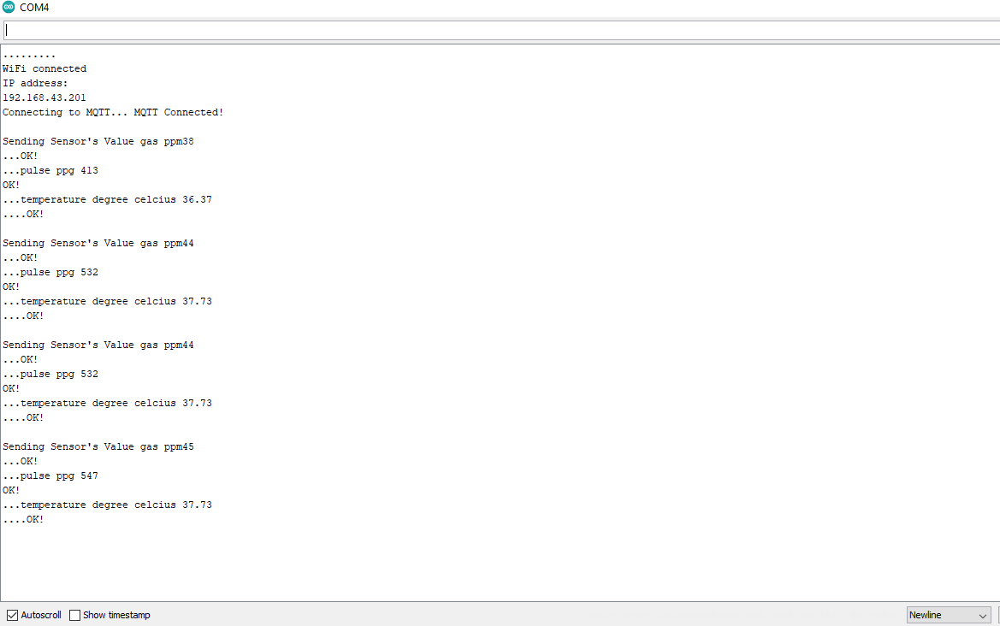 COM4
.........
WiFi connected
IP address:
192.168.43.201
Connecting to MQTT... MQTT Connected!
Sending Sensor's Value gas ppm38
...OK!
...pulse ppg 413
OK!
...temperature degree celcius 36.37
....OK!
Sending Sensor's Value gas ppm44
...OK!
...pulse ppg 532
OK!
...temperature degree celcius 37.73
....OK!
Sending Sensor's Value gas ppm44
...OK!
...pulse ppg 532
OK!
...temperature degree celcius 37.73
....OK!
Sending Sensor's Value gas ppm45
...OK!
...pulse ppg 547
OK!
...temperature degree celcius 37.73
....OK!
Autoscroll Show timestamp Newline